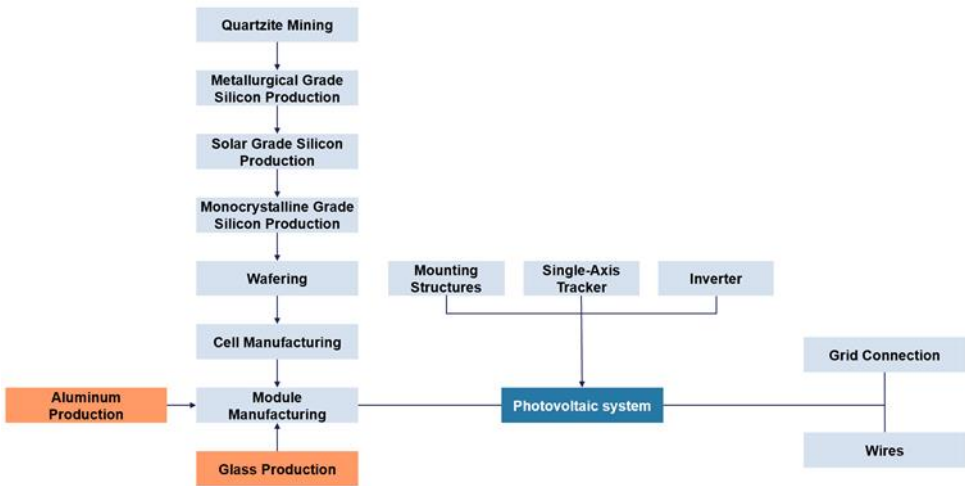 Quartzite Mining
Metallurgical Grade
Silicon Production
Solar Grade Silicon
Production
Monocrystalline Grade
Silicon Production
Wafering
Mounting
Structures
Single-Axis
Tracker
Inverter
Cell Manufacturing
Grid Connection
Aluminum
Production
Module
Manufacturing
Photovoltaic system
Wires
Glass Production